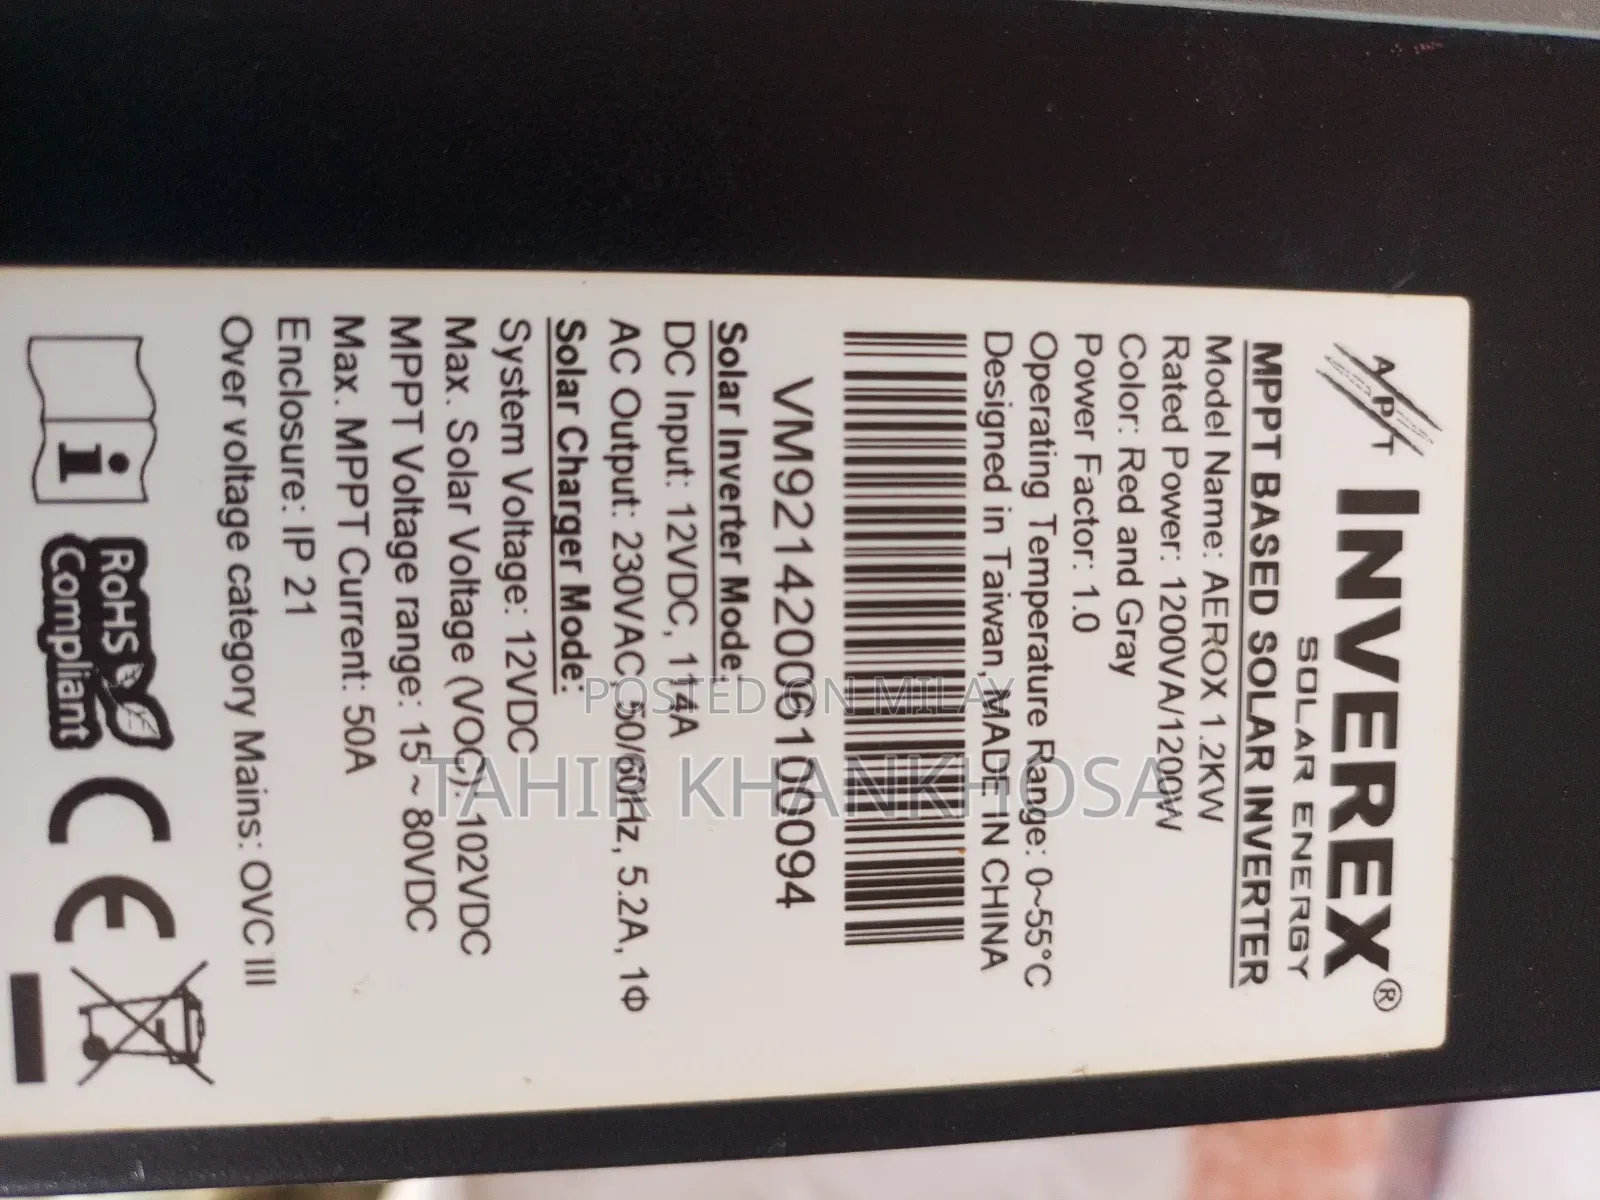 APT INVEREX®
SOLAR ENERGY
MPPT BASED SOLAR INVERTER
Model Name: AEROX 1.2KW
Rated Power: 1200VA/1200W
Color: Red and Gray
Power Factor: 1.0
Operating Temperature Range: 0~55°C
Designed in Taiwan, MADE IN CHINA
VM92142006100094
Solar Inverter Mode:
DC Input: 12VDC, 114A
AC Output: 230VAC, 50/60Hz, 5.2A, 1Φ
Solar Charger Mode:
System Voltage: 12VDC
Max. Solar Voltage (VOC): 102VDC
MPPT Voltage range: 15 ~ 80VDC
Max. MPPT Current: 50A
Enclosure: IP 21
Over voltage category Mains: OVC III
i
RoHS
Compliant
CE
POSTED ON MILAY
TAHIR KHANKHOSA